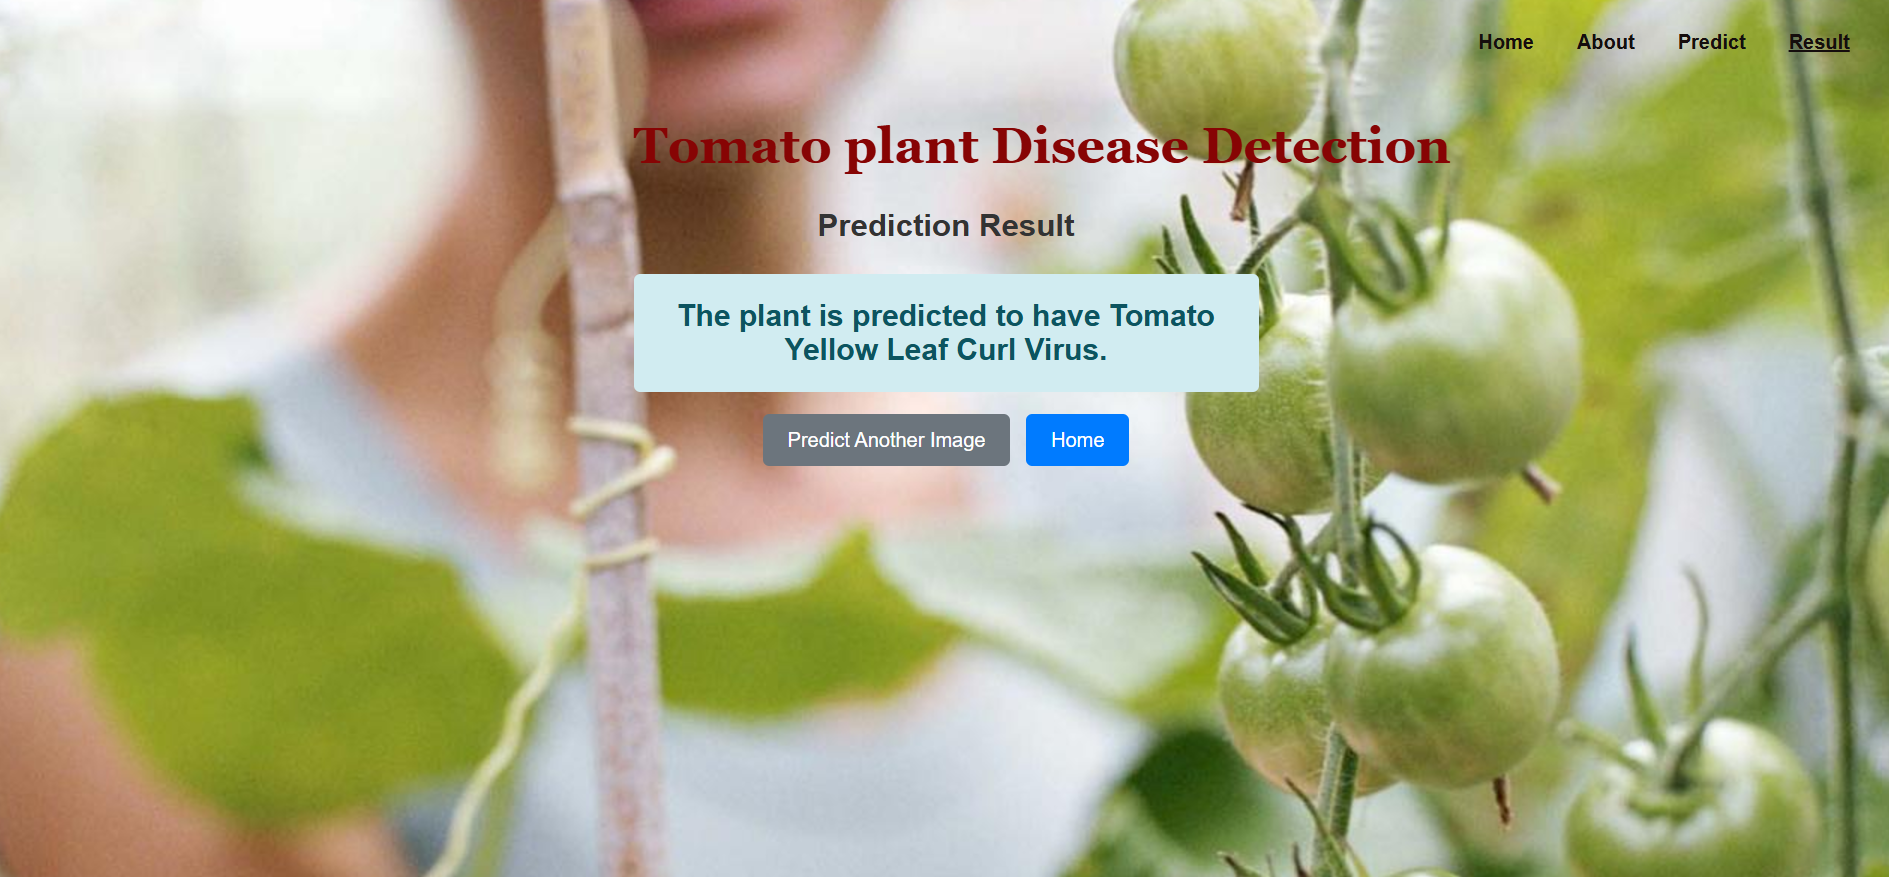 Home About Predict Result
Tomato plant Disease Detection
Prediction Result
The plant is predicted to have Tomato
Yellow Leaf Curl Virus.
Predict Another Image Home